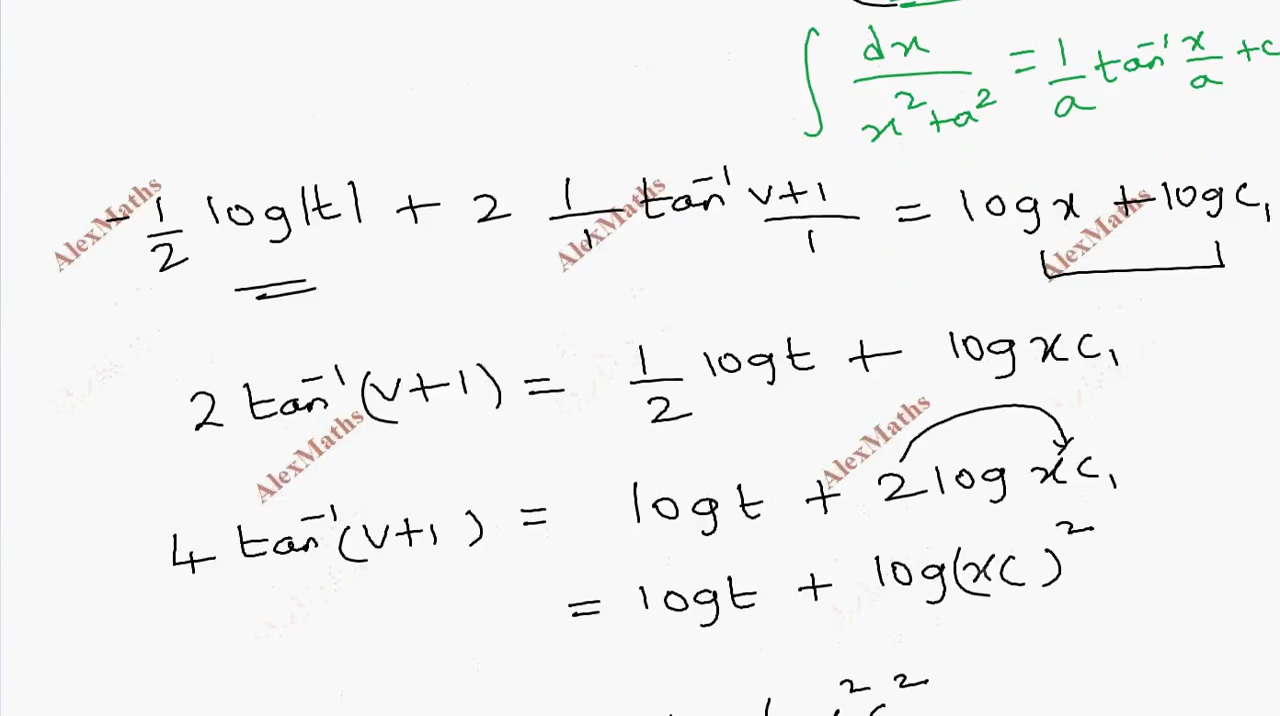 ∫ dx / x² + a² = 1/a tan⁻¹ x/a + c
- 1/2 log|t| + 2 1/1 tan⁻¹ v+1/1 = log x + log c₁
2 tan⁻¹(v+1) = 1/2 log t + log x c₁
4 tan⁻¹(v+1) = log t + 2 log x c₁
= log t + log(xc)²
AlexMaths
AlexMaths
AlexMaths
AlexMaths
AlexMaths